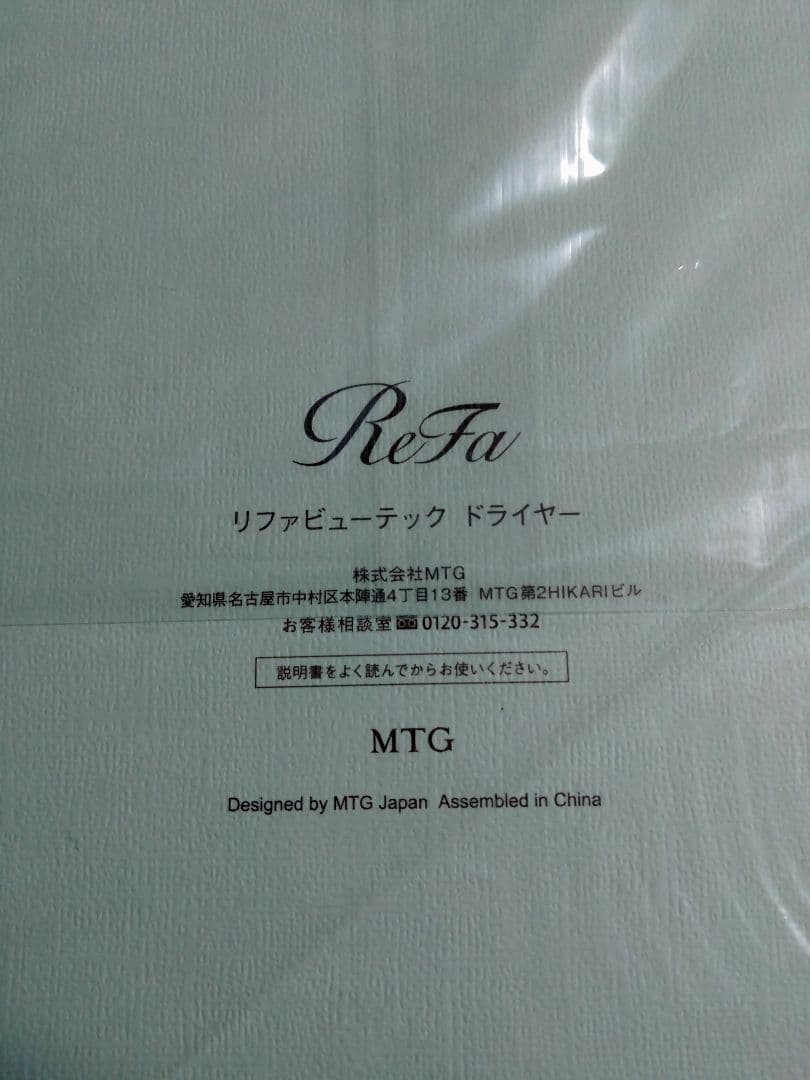 ReFa
リファビューテック ドライヤー
株式会社MTG
愛知県名古屋市中村区本陣通4丁目13番 MTG第2HIKARIビル
お客様相談室 0120-315-332
説明書をよく読んでからお使いください。
MTG
Designed by MTG Japan Assembled in China